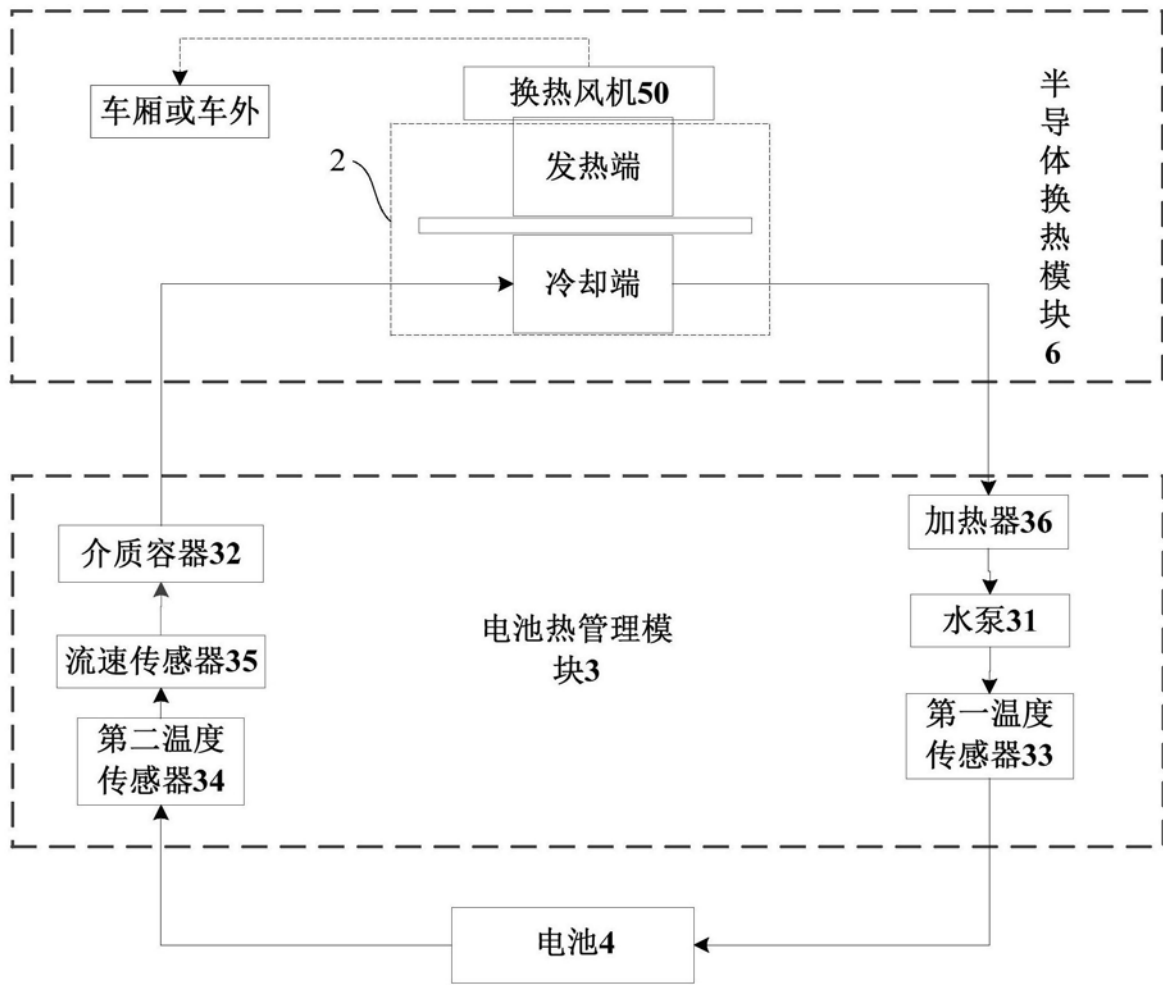 换热风机50
车厢或车外
发热端
2
冷却端
半
导
体
换
热
模
块
6
加热器36
介质容器32
水泵31
电池热管理模
块3
流速传感器35
第一温度
传感器33
第二温度
传感器34
电池4